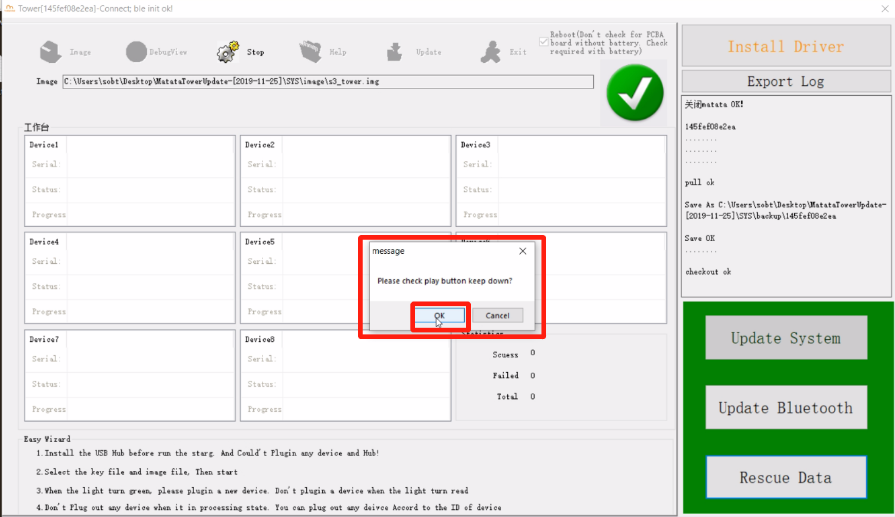 Tower[145fef08e2ea]-Connect: ble init ok!
Image
DebugView
Stop
Help
Update
Exit
Reboot(Don't check for PCBA
board without battery. Check
required with battery)
Image C:\Users\sobt\Desktop\MatataTowerUpdate-[2019-11-25]\SYS\image\s3_tower.img
工作台
Device1
Serial:
Status:
Progress
Device2
Serial:
Status:
Progress
Device3
Serial:
Status:
Progress
Device4
Serial:
Status:
Progress
Device5
Serial:
Status:
Progress
message
Please check play button keep down?
OK
Cancel
Device7
Serial:
Status:
Progress
Device8
Serial:
Status:
Progress
Statistics
Scuess 0
Failed 0
Total 0
Easy Wizard
1.Install the USB Hub before run the starg. And Could't Plugin any device and Hub!
2.Select the key file and image file, Then start
3.When the light turn green, please plugin a new device. Don't plugin a device when the light turn read
4.Don't Plug out any device when it in processing state. You can plug out any deivce Accord to the ID of device
Install Driver
Export Log
关闭matata OK!
145fef08e2ea
........
........
........
pull ok
Save As C:\Users\sobt\Desktop\MatataTowerUpdate-
[2019-11-25]\SYS\backup\145fef08e2ea
Save OK
........
checkout ok
Update System
Update Bluetooth
Rescue Data